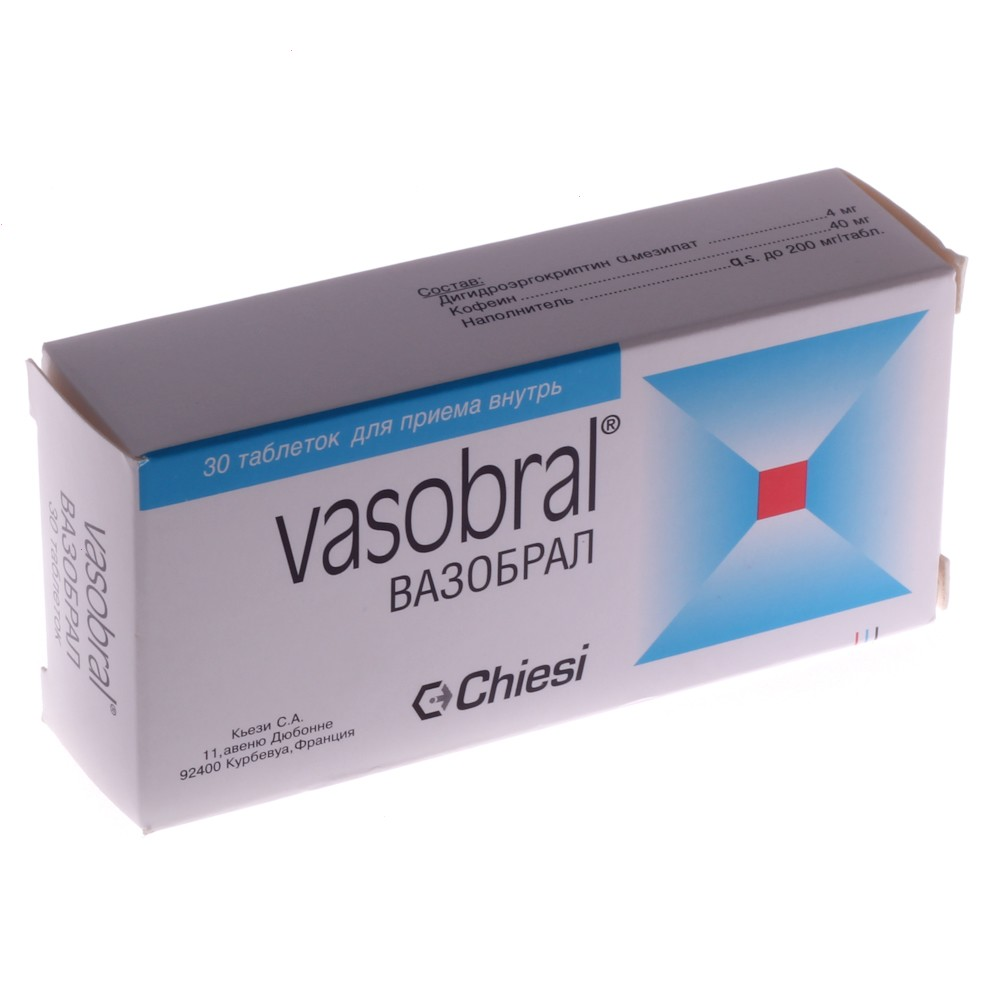 Состав:
Дигидроэргокриптин α.мезилат ..................4 мг
Кофеин ..................................................40 мг
Наполнитель ........................q.s. до 200 мг/табл.
30 таблеток для приема внутрь
vasobral®
ВАЗОБРАЛ
Chiesi
Кьези С.А.
11,авеню Дюбонне
92400 Курбевуа,Франция
vasobral®
ВАЗОБРАЛ
30 таблеток